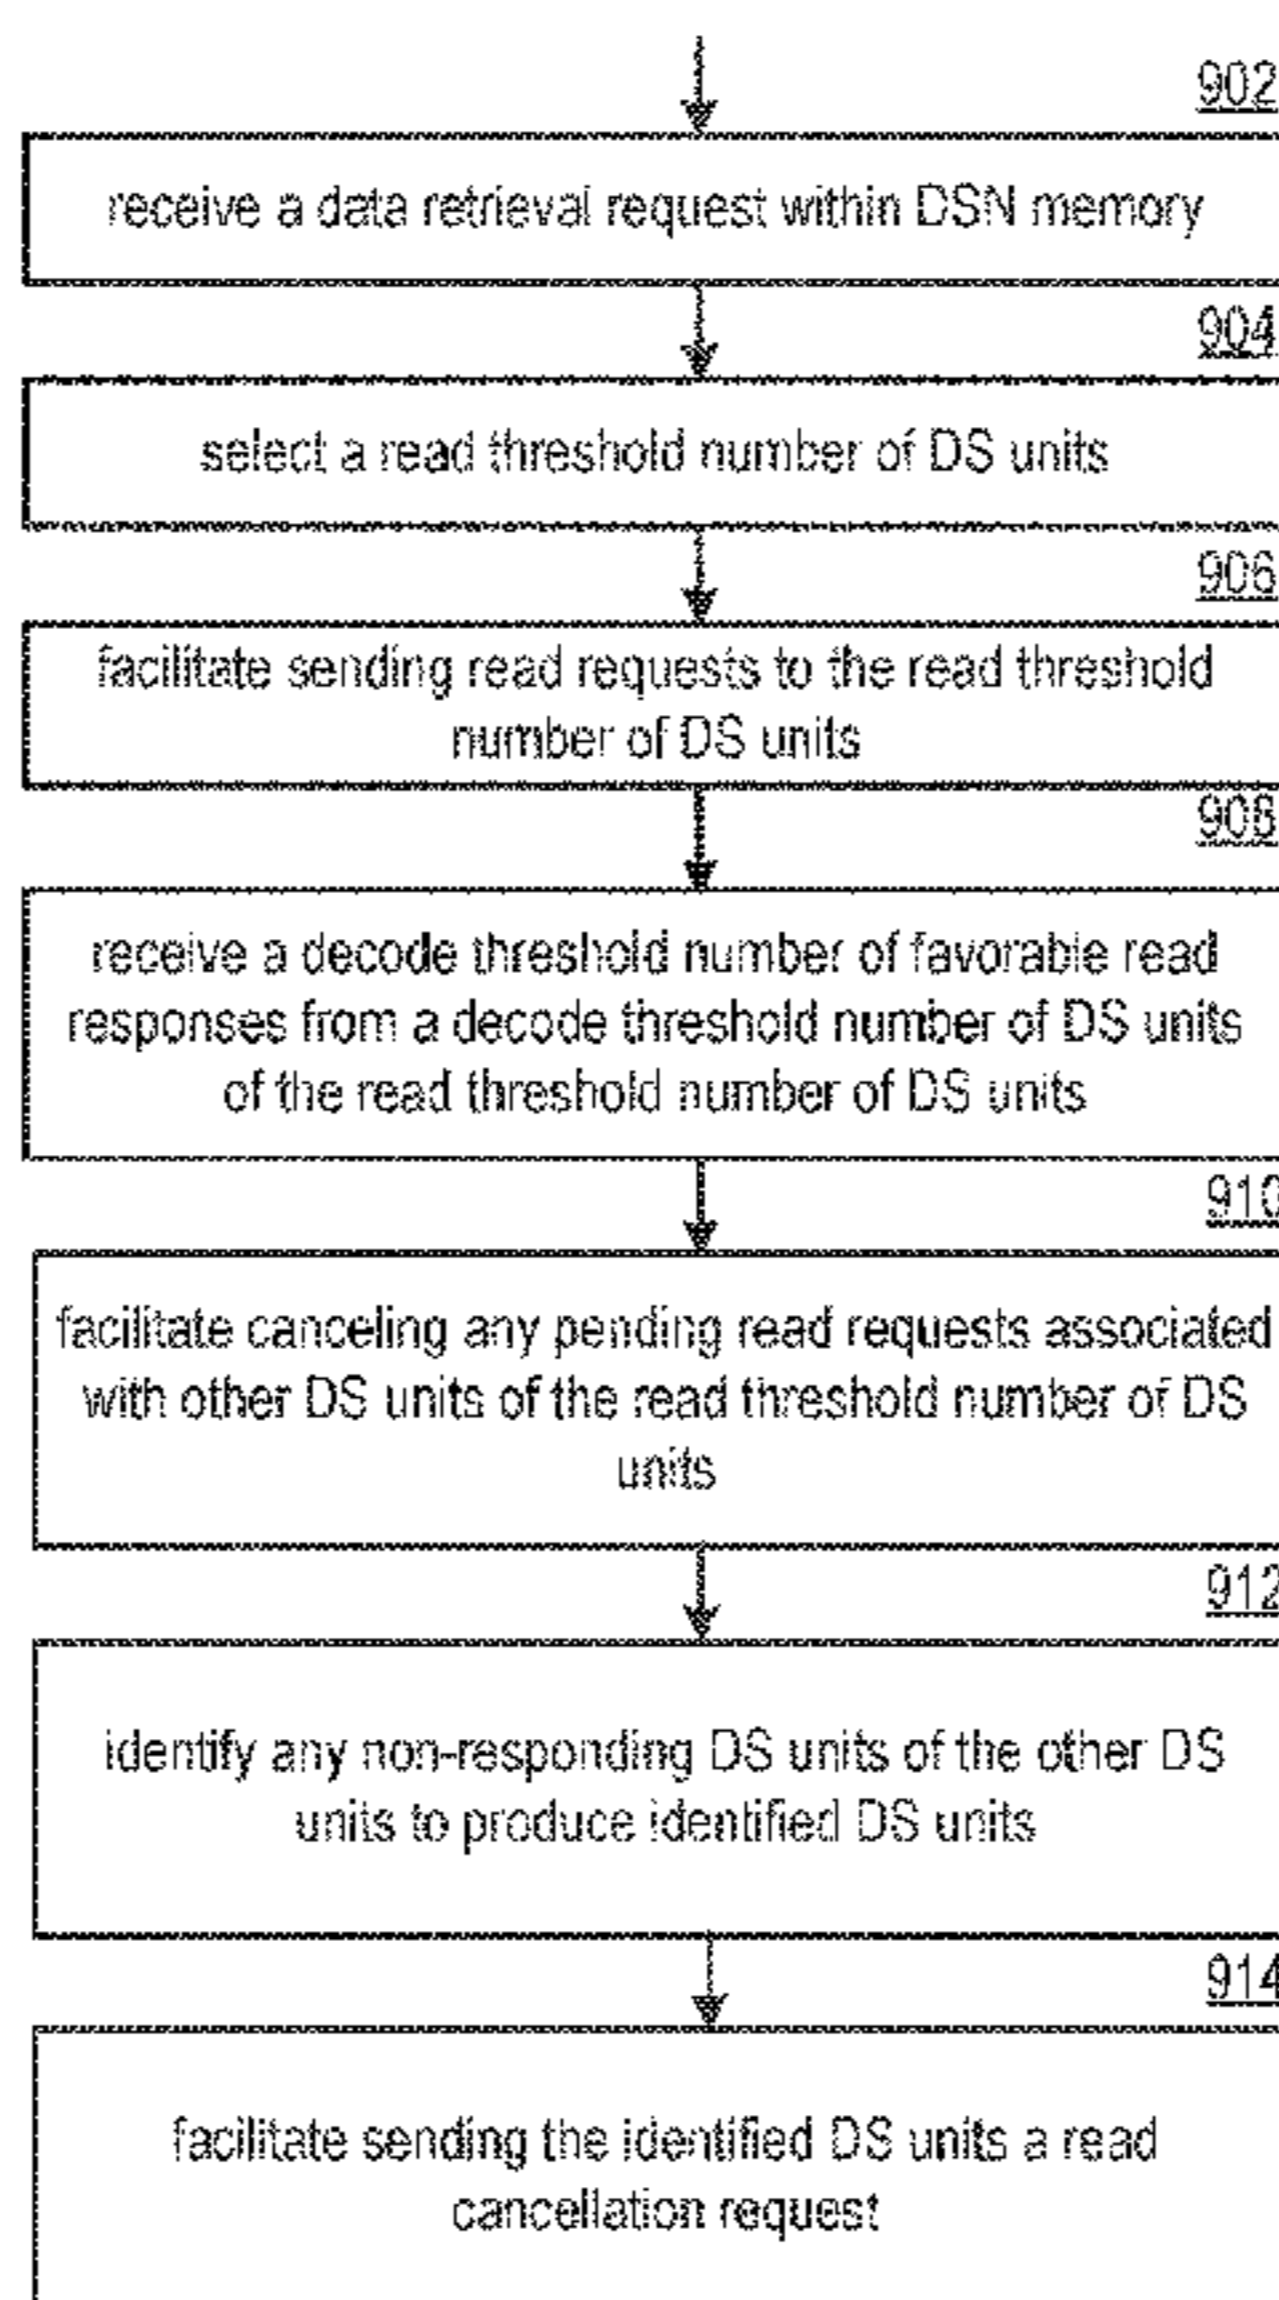 902
receive a data retrieval request within DSN memory
904
select a read threshold number of DS units
906
facilitate sending read requests to the read threshold
number of DS units
908
receive a decode threshold number of favorable read
responses from a decode threshold number of DS units
of the read threshold number of DS units
910
facilitate canceling any pending read requests associated
with other DS units of the read threshold number of DS
units
912
identify any non-responding DS units of the other DS
units to produce identified DS units
914
facilitate sending the identified DS units a read
cancellation request